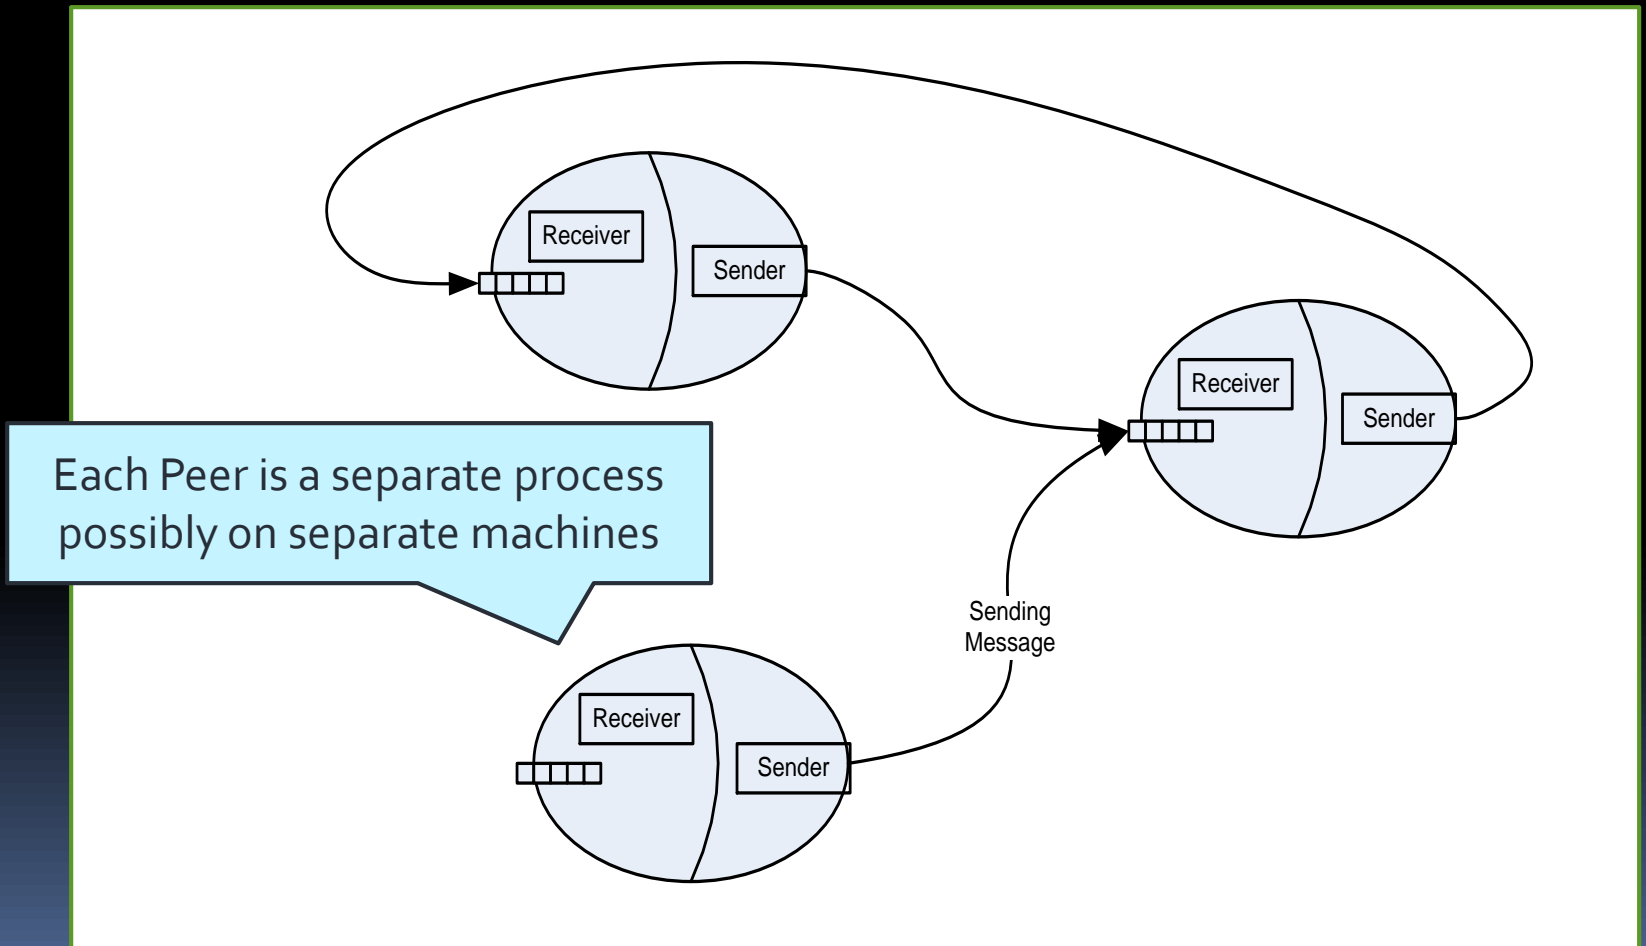 Receiver
Sender
Receiver
Sender
Each Peer is a separate process
possibly on separate machines
Sending
Message
Receiver
Sender